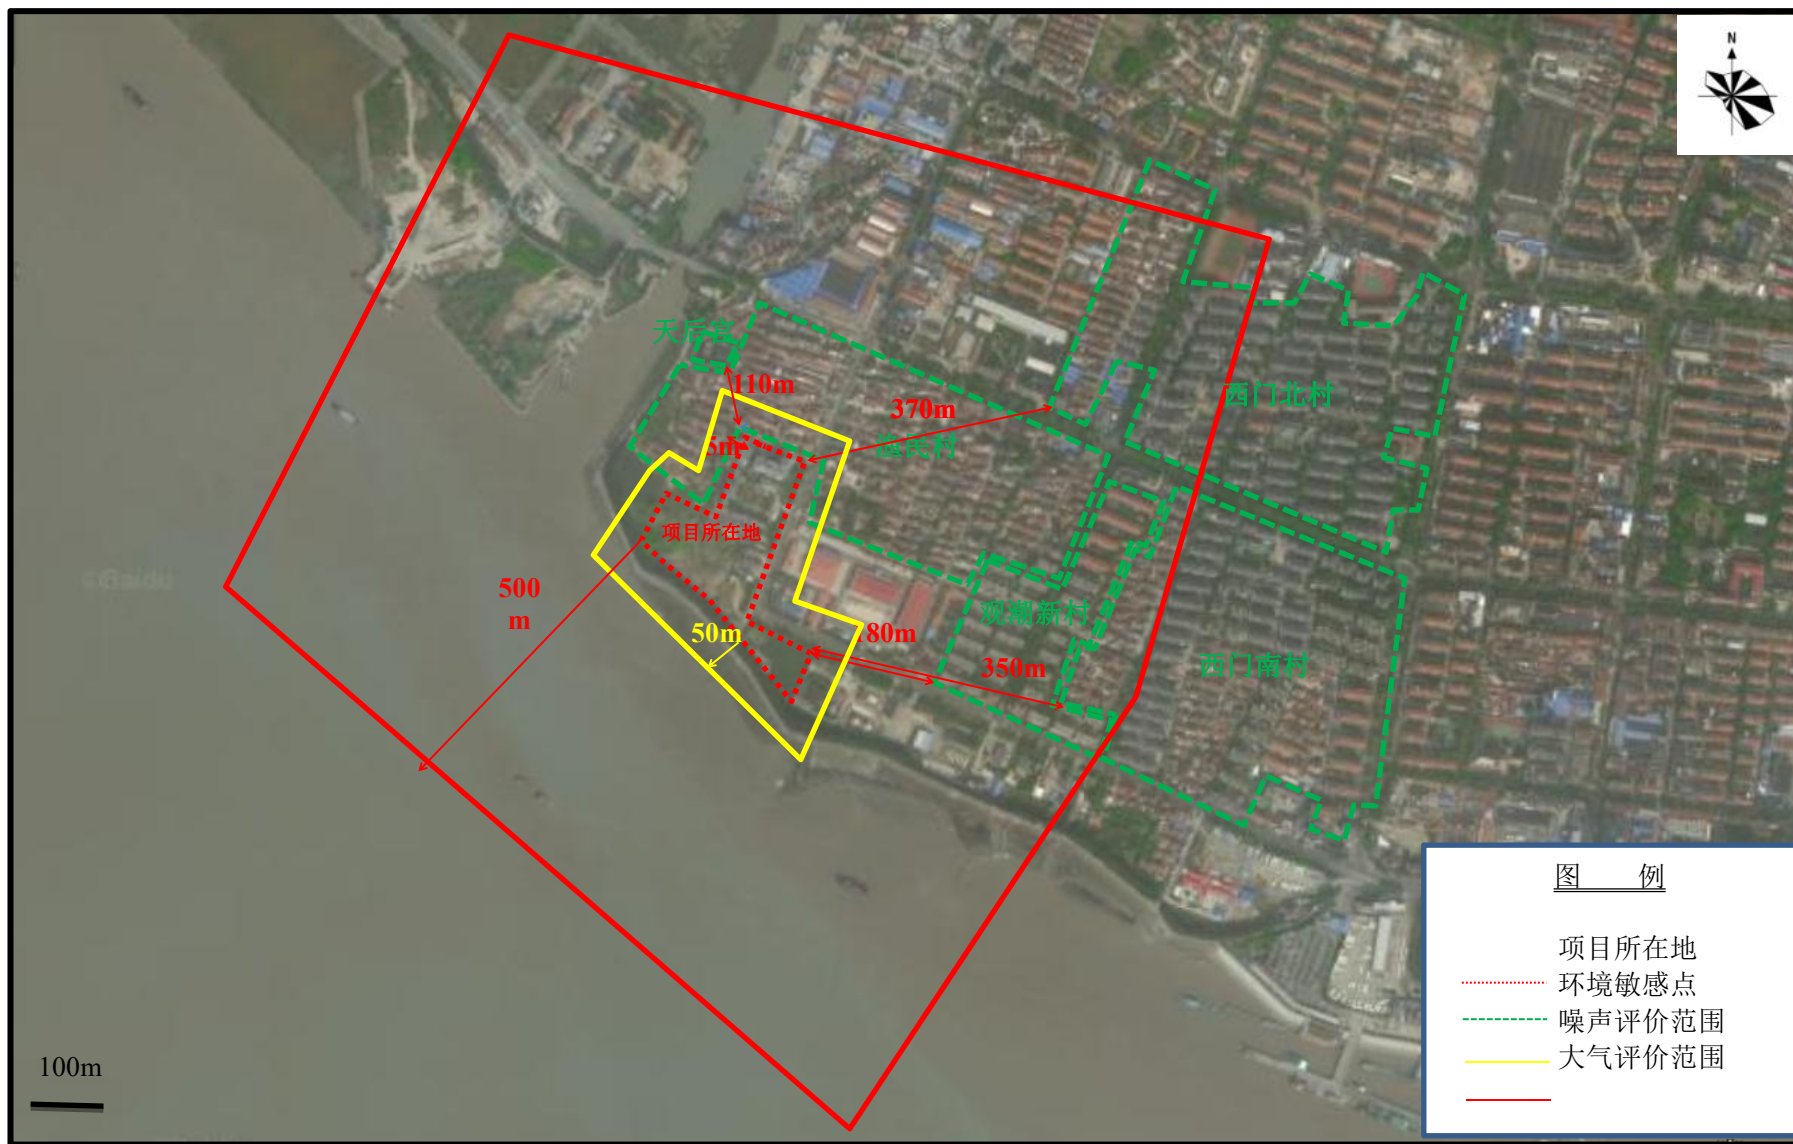 N
天后宫
110m
370m
西门北村
5m
渔民村
项目所在地
500
m
观潮新村
50m
180m
350m
西门南村
图 例
项目所在地
环境敏感点
噪声评价范围
大气评价范围
100m
Baidu